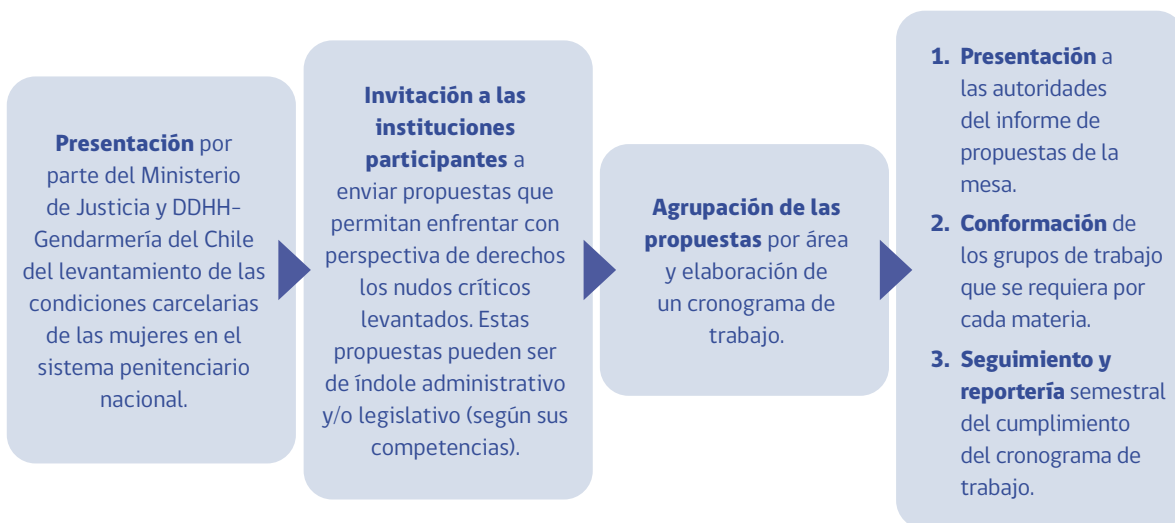 Presentación por
parte del Ministerio
de Justicia y DDHH-
Gendarmería del Chile
del levantamiento de las
condiciones carcelarias
de las mujeres en el
sistema penitenciario
nacional.
Invitación a las
instituciones
participantes a
enviar propuestas que
permitan enfrentar con
perspectiva de derechos
los nudos críticos
levantados. Estas
propuestas pueden ser
de índole administrativo
y/o legislativo (según sus
competencias).
Agrupación de las
propuestas por área
y elaboración de
un cronograma de
trabajo.
1. Presentación a
las autoridades
del informe de
propuestas de la
mesa.
2. Conformación de
los grupos de trabajo
que se requiera por
cada materia.
3. Seguimiento y
reportería semestral
del cumplimiento
del cronograma de
trabajo.